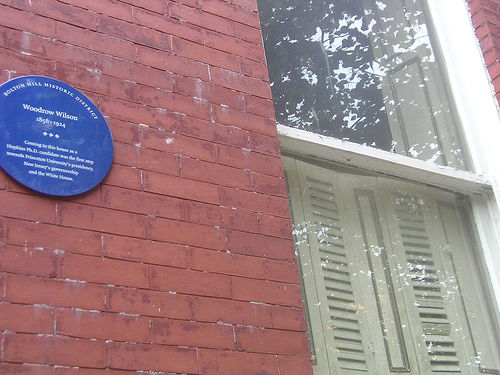 BOLTON HILL HISTORIC DISTRICT
Woodrow Wilson
1856-1924
Coming to this house as a
Hopkins Ph.D. candidate was the first step
towards Princeton University's presidency,
New Jersey's governorship
and the White House.